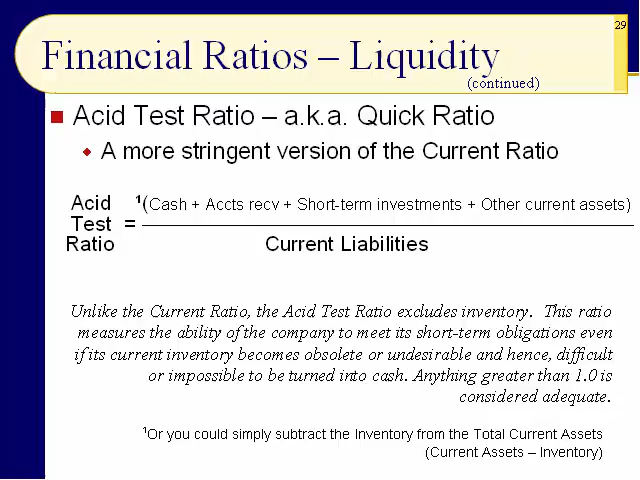 29
Financial Ratios – Liquidity
(continued)
Acid Test Ratio – a.k.a. Quick Ratio
A more stringent version of the Current Ratio
Acid Test Ratio = ¹(Cash + Accts recv + Short-term investments + Other current assets)
Current Liabilities
Unlike the Current Ratio, the Acid Test Ratio excludes inventory. This ratio
measures the ability of the company to meet its short-term obligations even
if its current inventory becomes obsolete or undesirable and hence, difficult
or impossible to be turned into cash. Anything greater than 1.0 is
considered adequate.
¹Or you could simply subtract the Inventory from the Total Current Assets
(Current Assets – Inventory)